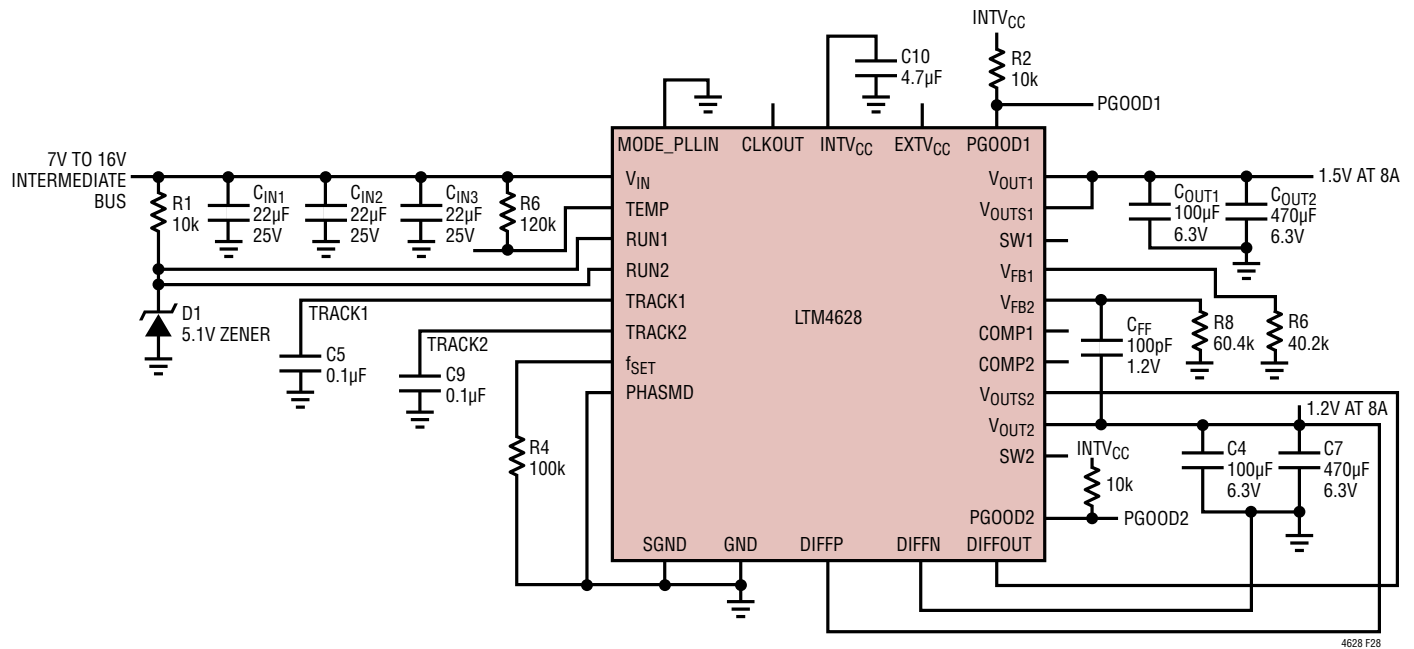 INTVCC
R2
10k
PGOOD1
C10
4.7µF
MODE_PLLIN
CLKOUT
INTVCC
EXTVCC
PGOOD1
7V TO 16V
INTERMEDIATE
BUS
R1
10k
CIN1
22µF
25V
CIN2
22µF
25V
CIN3
22µF
25V
R6
120k
VIN
TEMP
RUN1
RUN2
TRACK1
TRACK2
fSET
PHASMD
D1
5.1V ZENER
TRACK1
C5
0.1µF
TRACK2
C9
0.1µF
R4
100k
LTM4628
VOUT1
VOUTS1
SW1
VFB1
VFB2
COMP1
COMP2
VOUTS2
VOUT2
SW2
PGOOD2
1.5V AT 8A
COUT1
100µF
6.3V
COUT2
470µF
6.3V
CFF
100pF
1.2V
R8
60.4k
R6
40.2k
1.2V AT 8A
INTVCC
10k
PGOOD2
C4
100µF
6.3V
C7
470µF
6.3V
SGND
GND
DIFFP
DIFFN
DIFFOUT
4628 F28